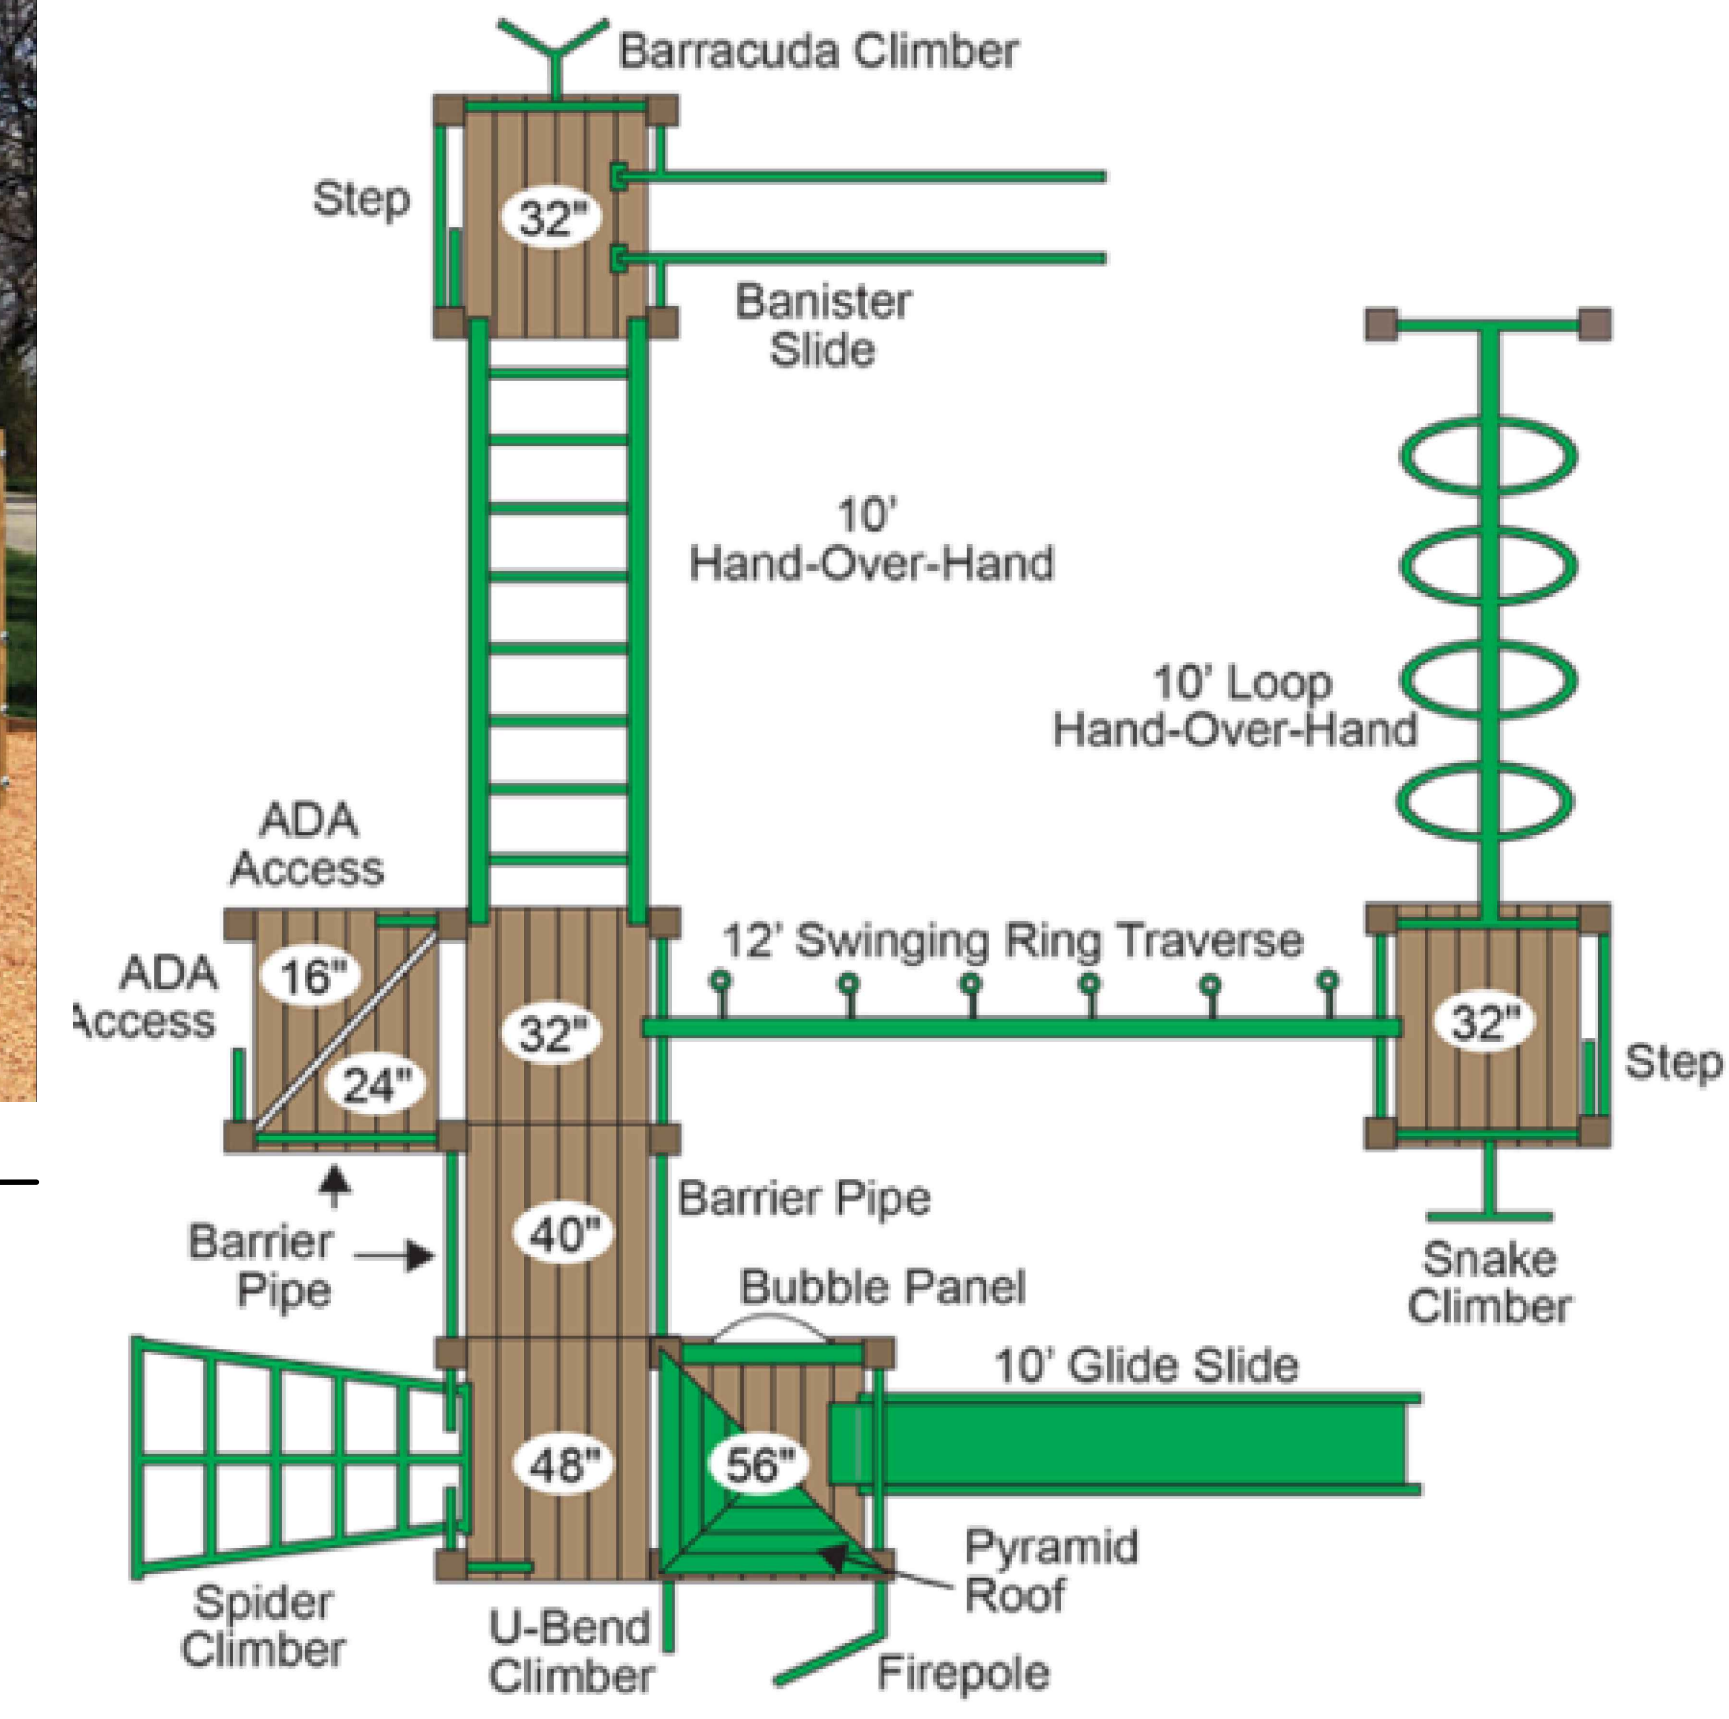 Barracuda Climber
Step
32"
Banister
Slide
10'
Hand-Over-Hand
10' Loop
Hand-Over-Hand
ADA
Access
ADA
Access
16"
24"
32"
12' Swinging Ring Traverse
32"
Step
40"
Barrier Pipe
Barrier
Pipe
Bubble Panel
Snake
Climber
10' Glide Slide
48"
56"
Pyramid
Roof
Spider
Climber
U-Bend
Climber
Firepole